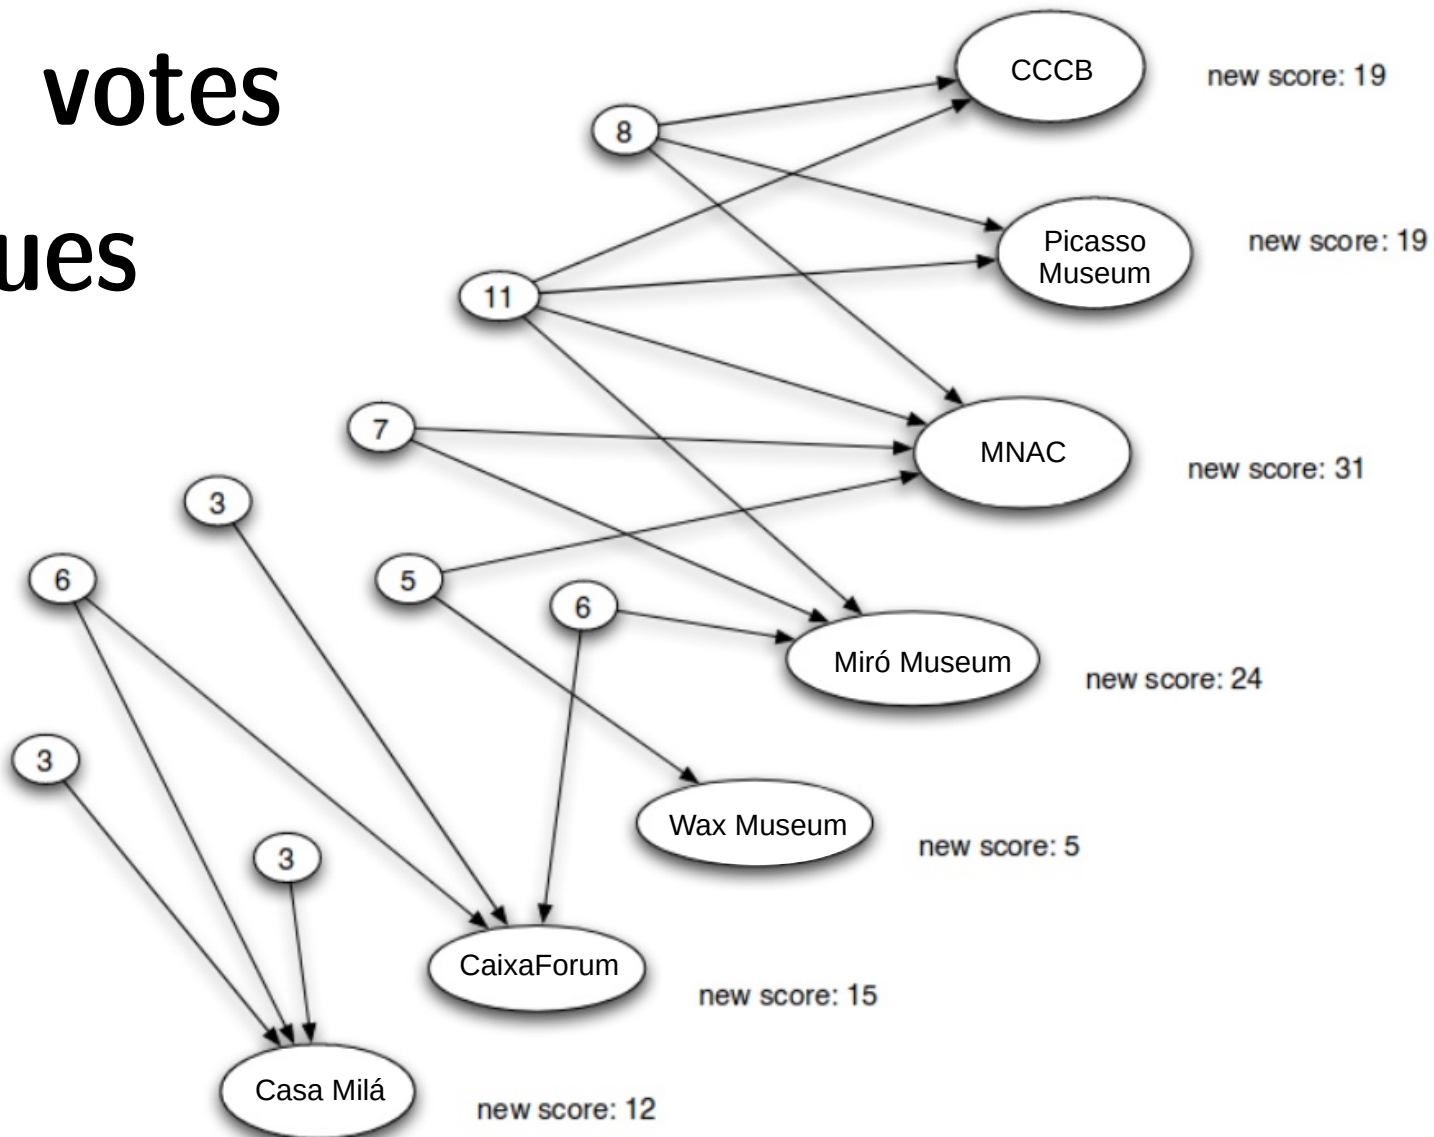 votes
ues
CCCB
new score: 19
8
Picasso
Museum
new score: 19
11
7
MNAC
new score: 31
3
6
5
6
Miró Museum
new score: 24
3
Wax Museum
new score: 5
3
CaixaForum
new score: 15
Casa Milá
new score: 12